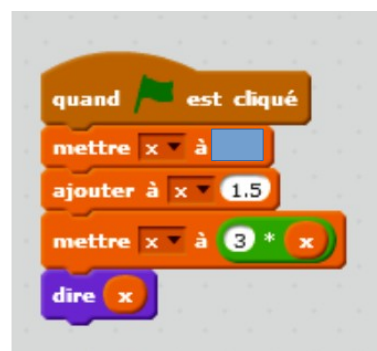 quand est cliqué
mettre x à
ajouter à x 1.5
mettre x à 3 * x
dire x